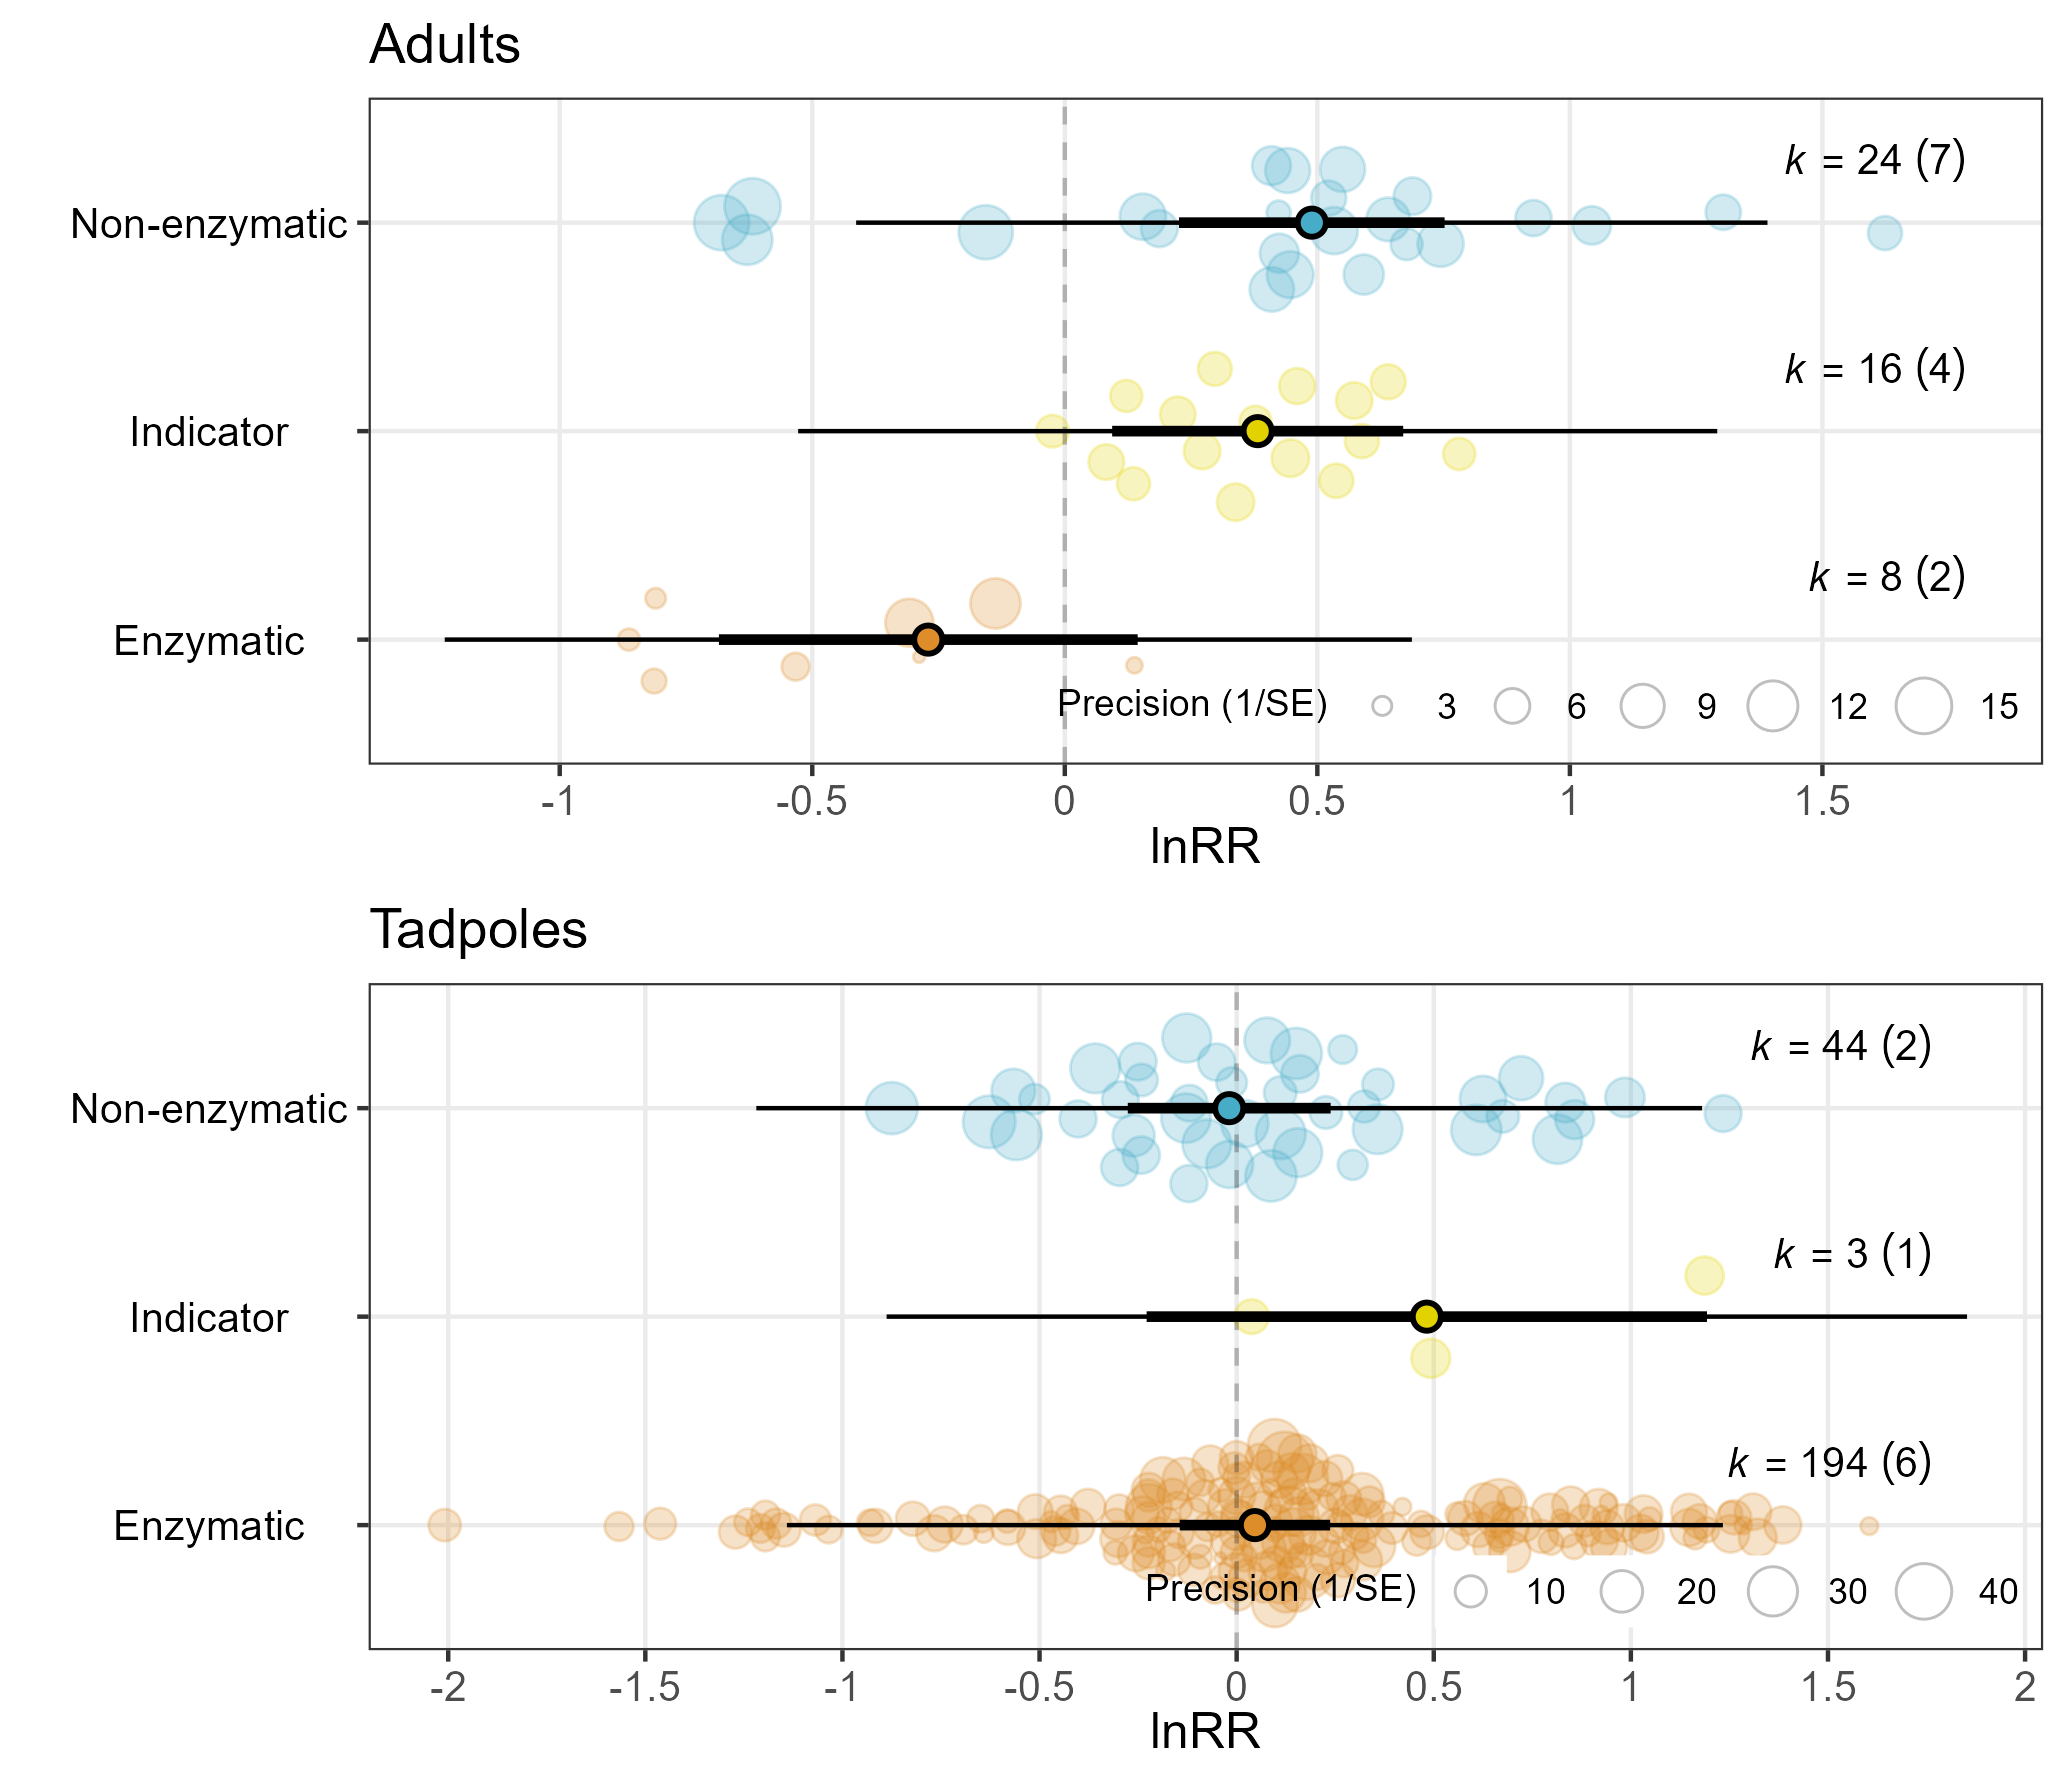 Adults
Non-enzymatic
k = 24 (7)
Indicator
k = 16 (4)
Enzymatic
k = 8 (2)
Precision (1/SE) 3 6 9 12 15
-1 -0.5 0 0.5 1 1.5
lnRR
Tadpoles
Non-enzymatic
k = 44 (2)
Indicator
k = 3 (1)
Enzymatic
k = 194 (6)
Precision (1/SE) 10 20 30 40
-2 -1.5 -1 -0.5 0 0.5 1 1.5 2
lnRR